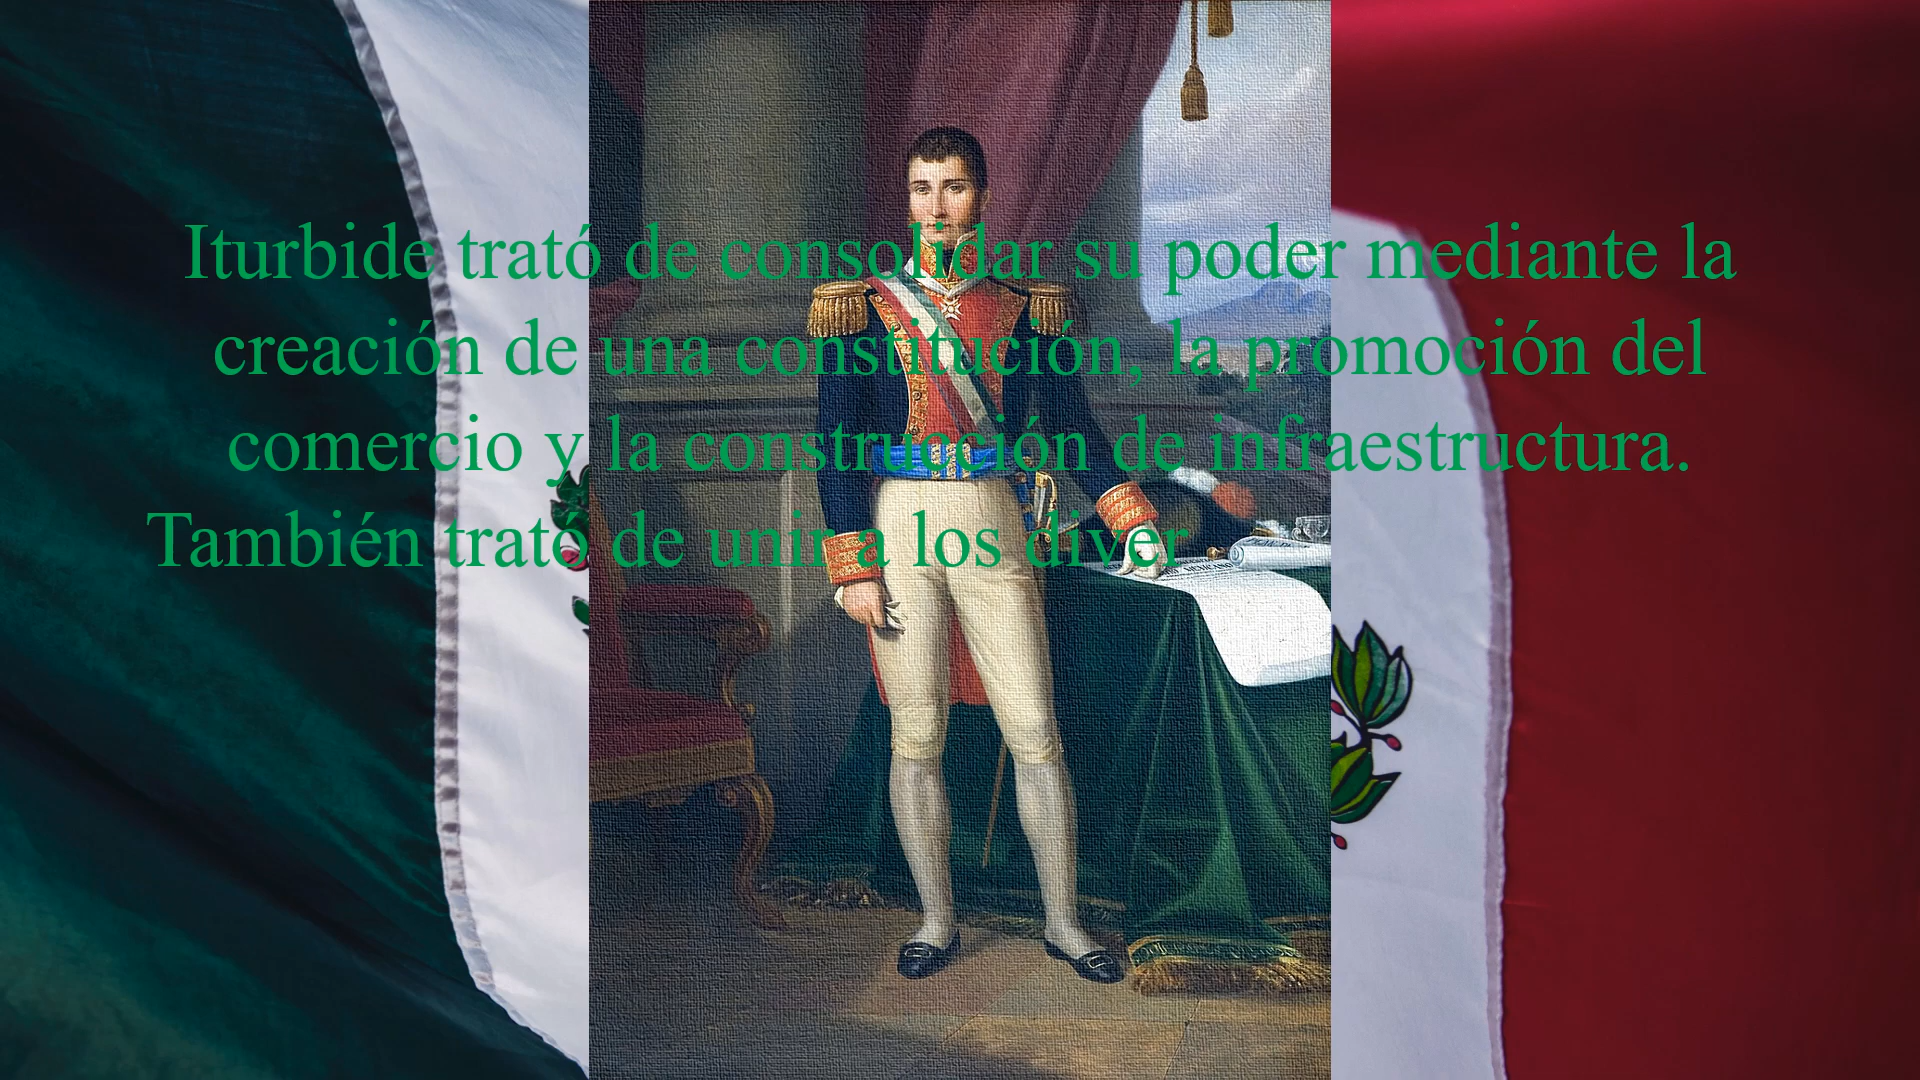 Iturbide trató de consolidar su poder mediante la
creación de una constitución, la promoción del
comercio y la construcción de infraestructura.
También trató de unir a los diver